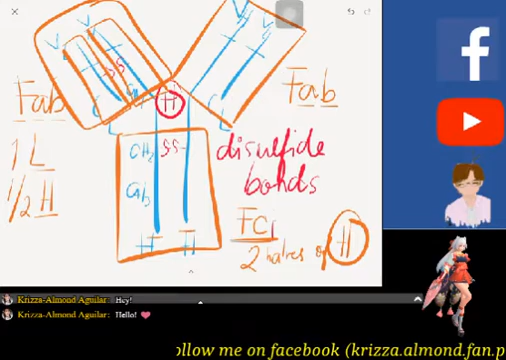 V V
V V
L H
SS
CH1
C
L
H
Fab
Fab
1 L
1/2 H
CH2
SS
CH3
H H
disulfide
bonds
FC
2 halves of H
Krizza-Almond Aguilar: Hey!
Krizza-Almond Aguilar: Hello!
ollow me on facebook (krizza.almond.fan.p